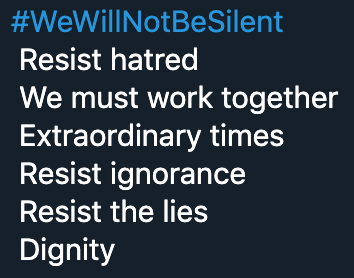 #WeWillNotBeSilent
Resist hatred
We must work together
Extraordinary times
Resist ignorance
Resist the lies
Dignity